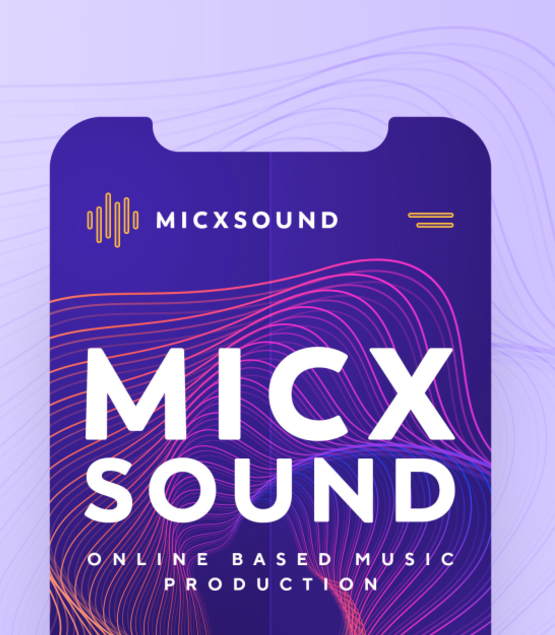 MICXSOUND
MICX
SOUND
ONLINE BASED MUSIC
PRODUCTION